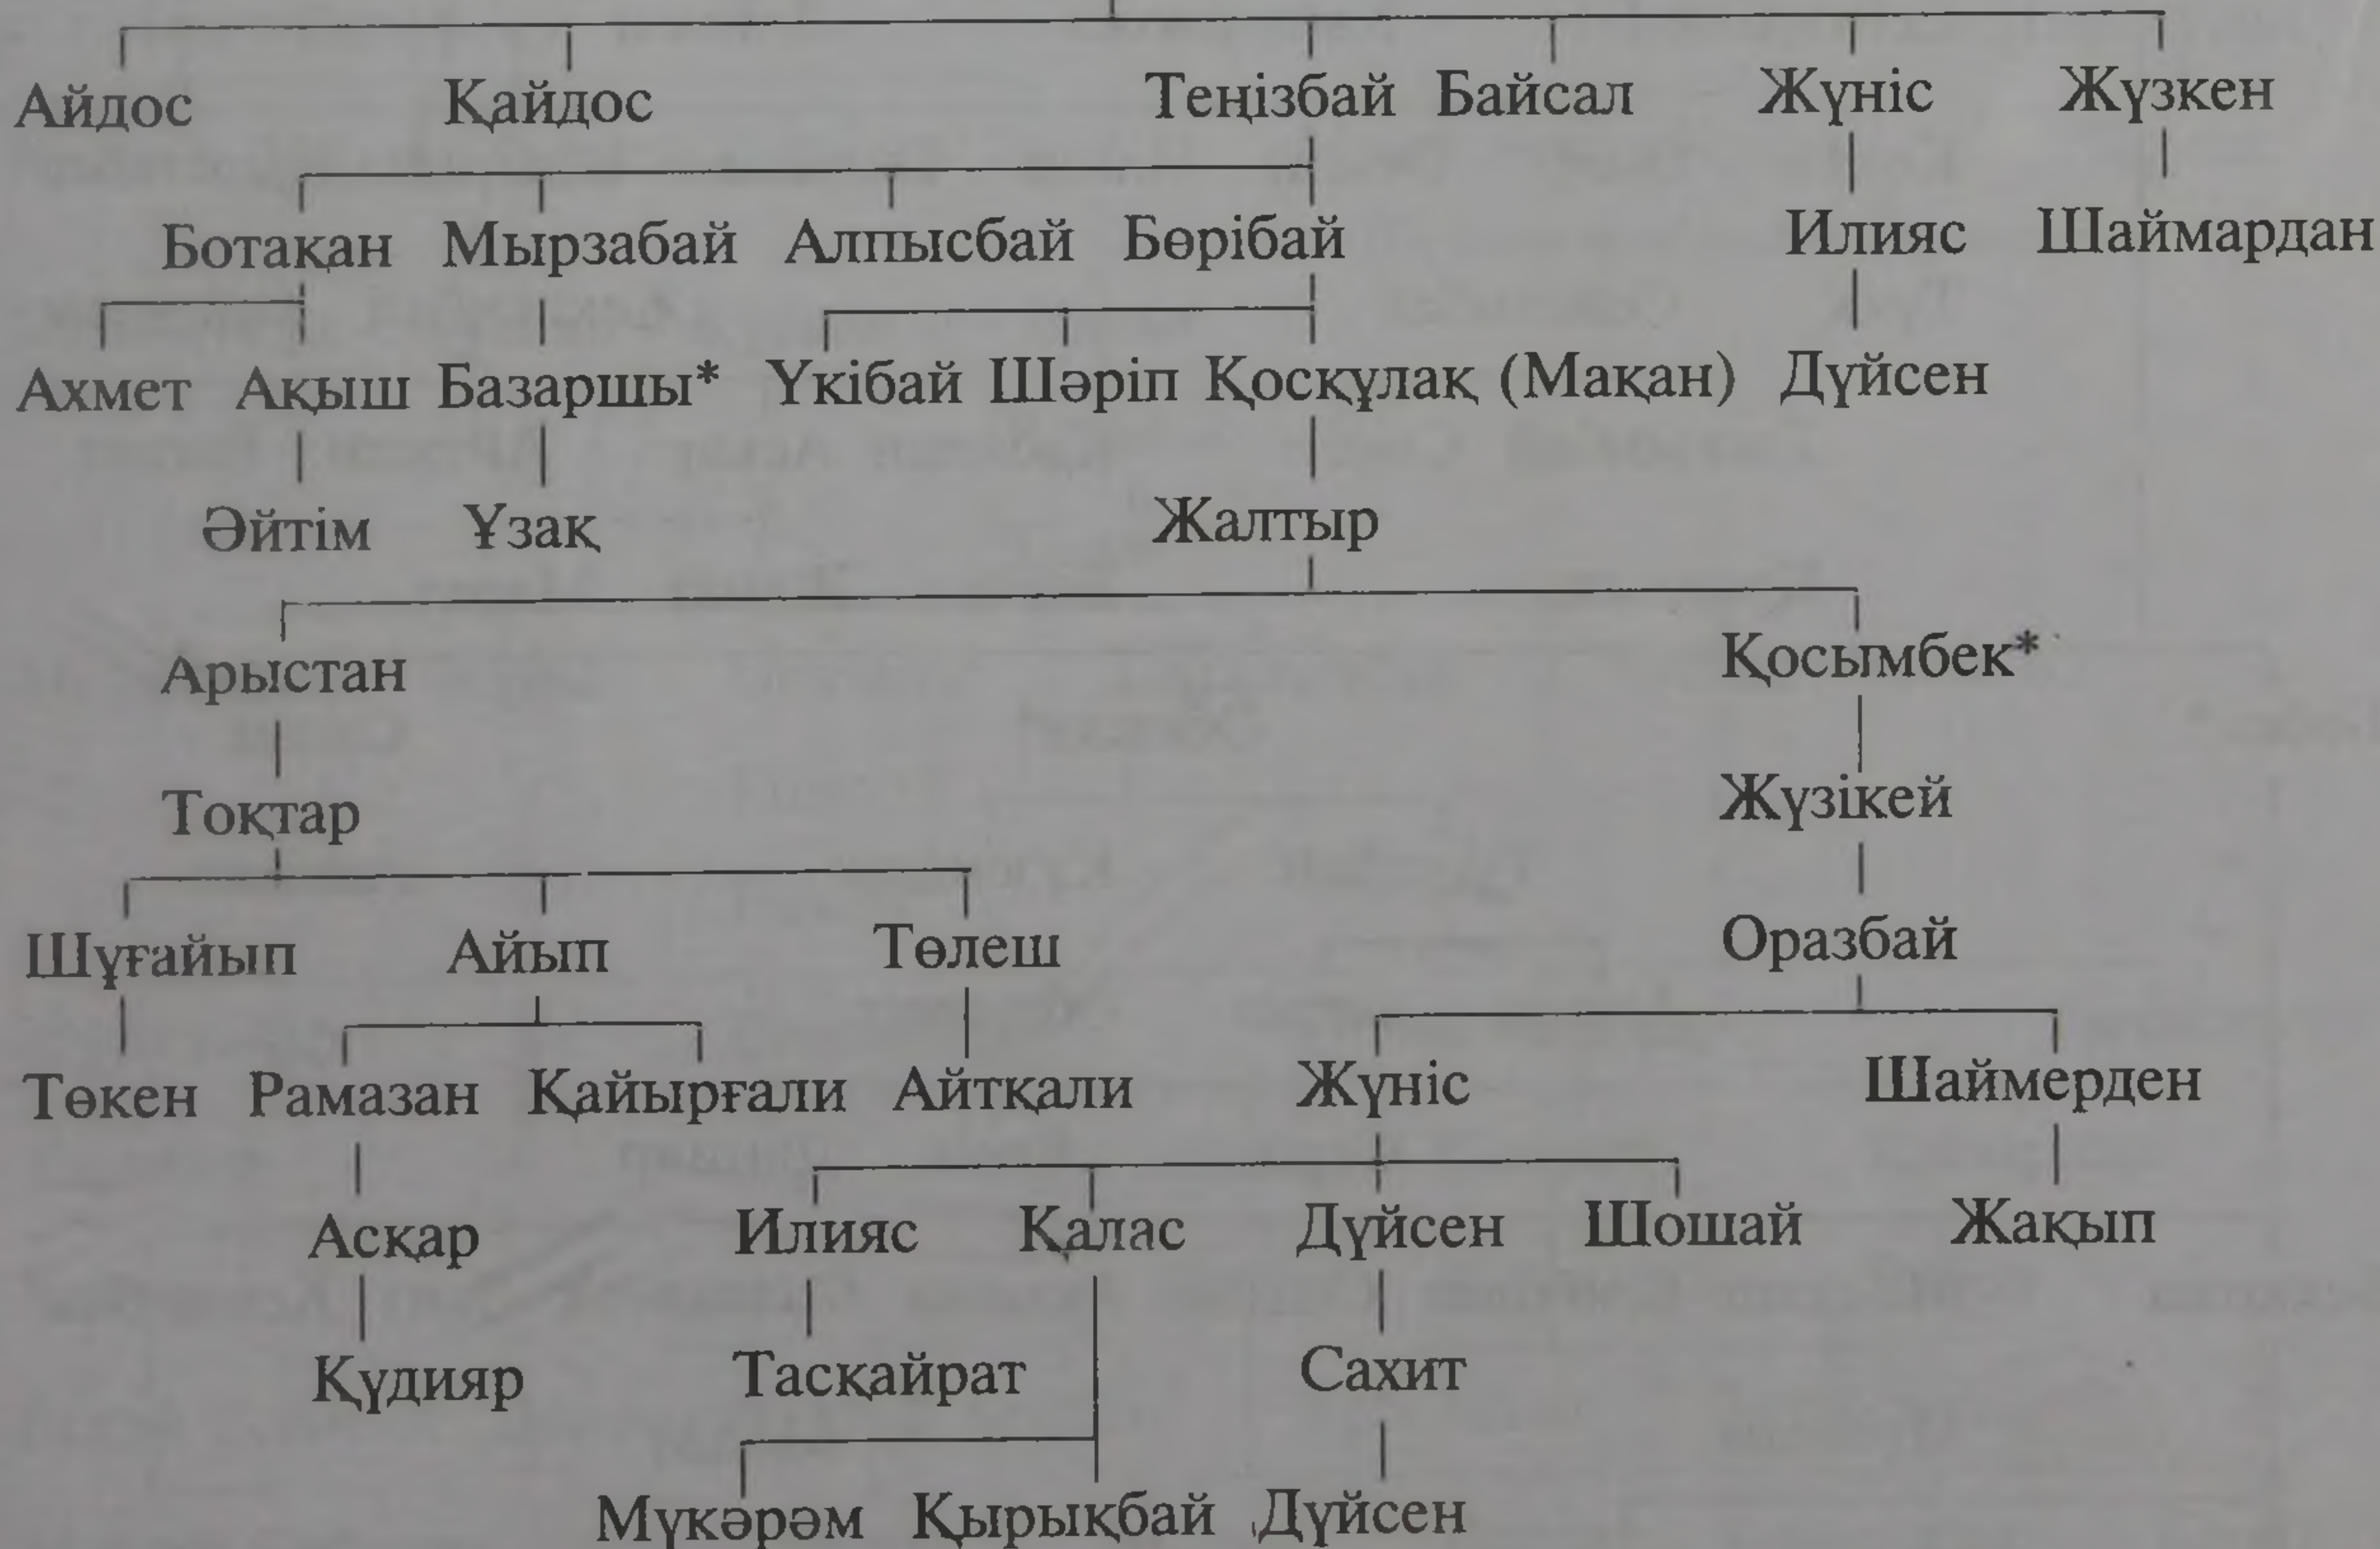 Айдос Қайдос Теңізбай Байсал Жүніс Жүзкен
Ботақан Мырзабай Алпысбай Бөрібай Илияс Шаймардан
Ахмет Ақыш Базаршы* Үкібай Шәріп Қосқұлақ (Мақан) Дүйсен
Әйтім Ұзақ Жалтыр
Арыстан Қосымбек*
Тоқтар Жүзікей
Шұғайып Айып Төлеш Оразбай
Төкен Рамазан Қайырғали Айтқали Жүніс Шаймерден
Асқар Илияс Қалас Дүйсен Шошай Жақып
Құдияр Тасқайрат Сахит
Мүкәрәм Қырықбай Дүйсен